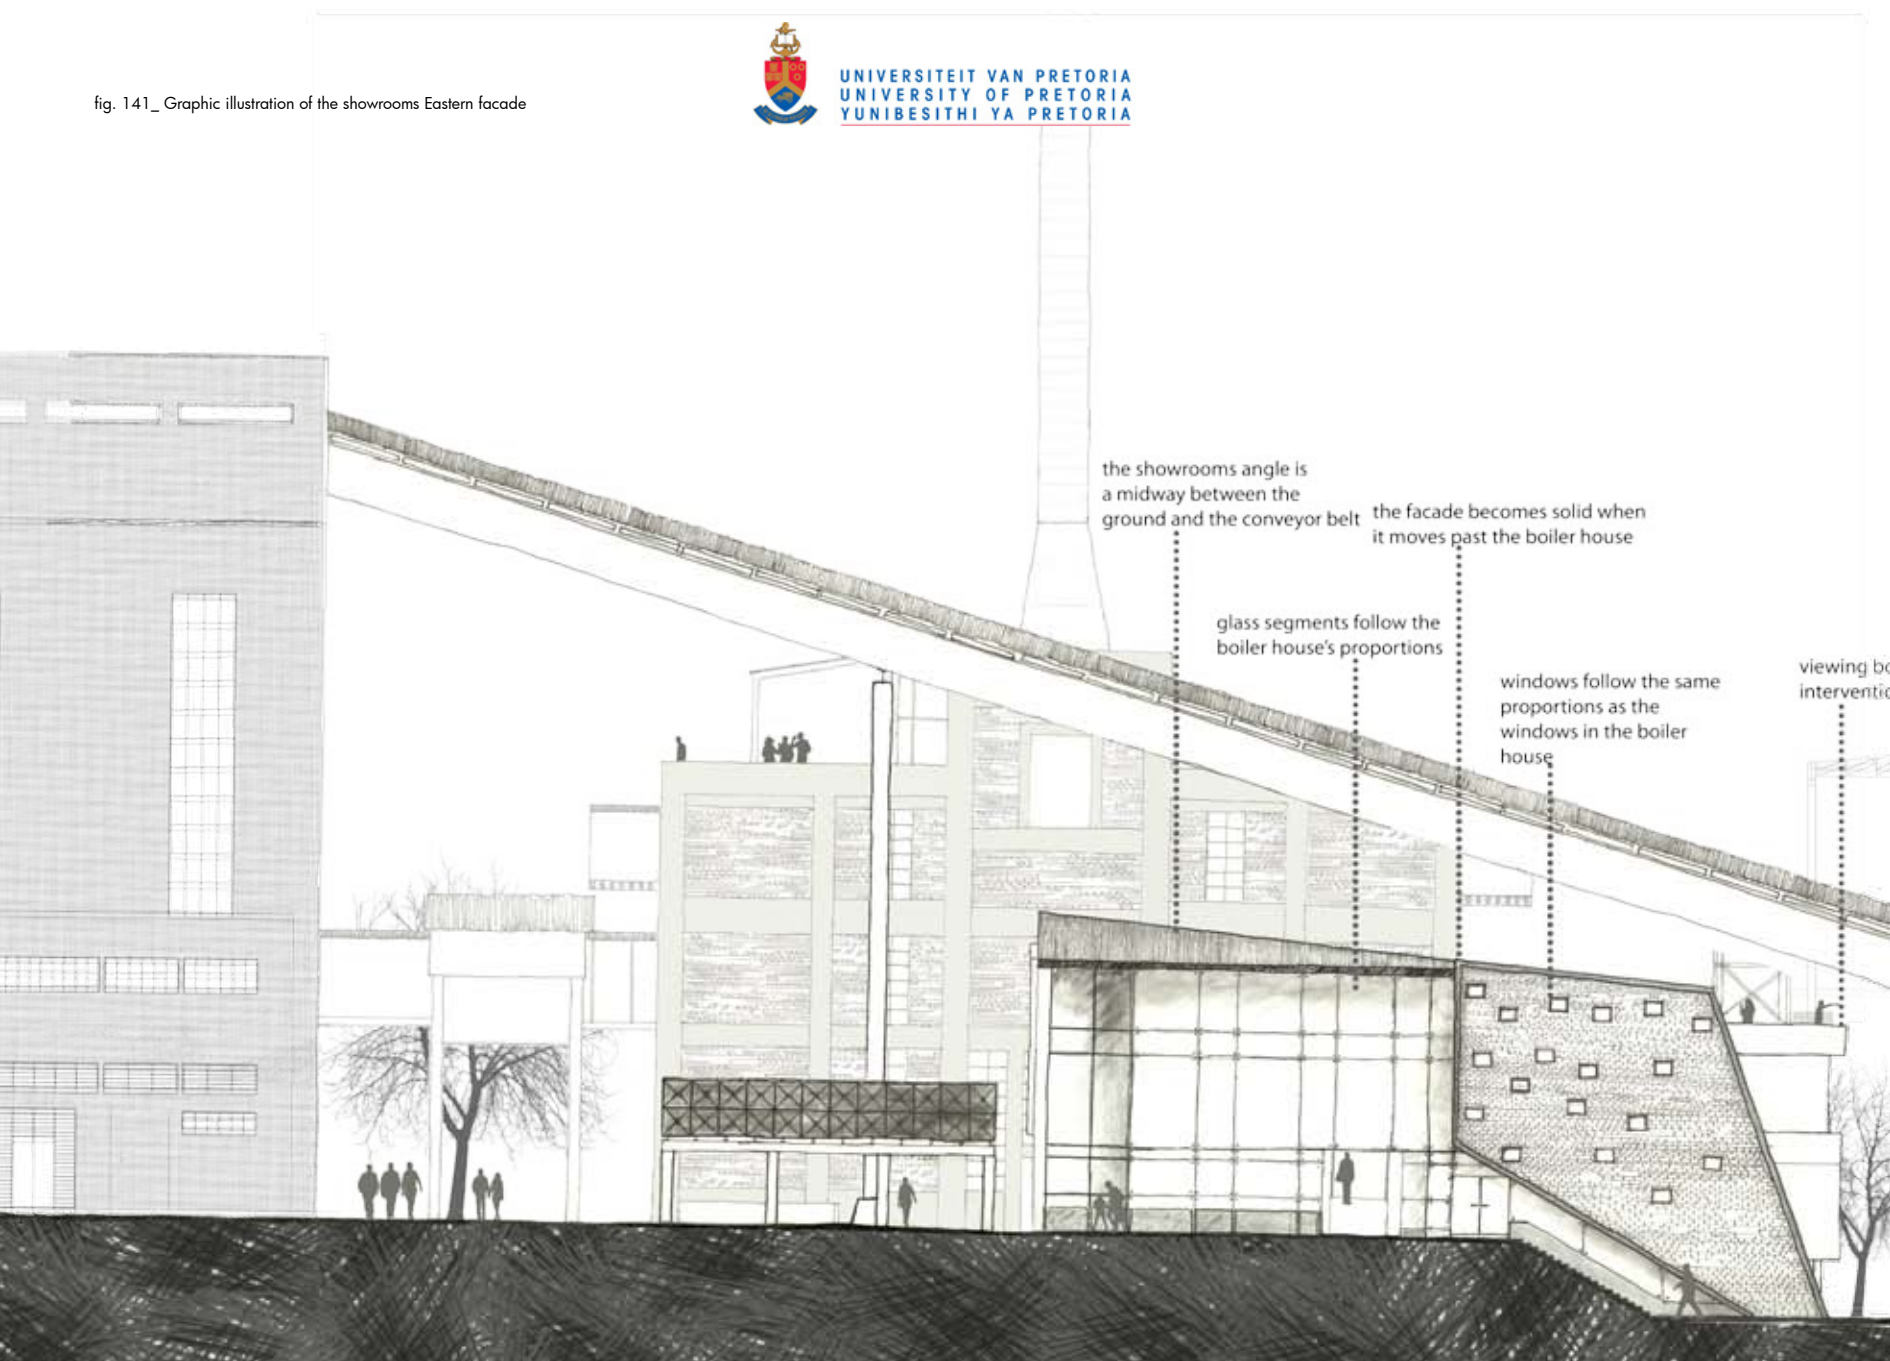 fig. 141_ Graphic illustration of the showrooms Eastern facade
UNIVERSITEIT VAN PRETORIA
UNIVERSITY OF PRETORIA
YUNIBESITHI YA PRETORIA
the showrooms angle is
a midway between the
ground and the conveyor belt
the facade becomes solid when
it moves past the boiler house
glass segments follow the
boiler house's proportions
windows follow the same
proportions as the
windows in the boiler
house
viewing